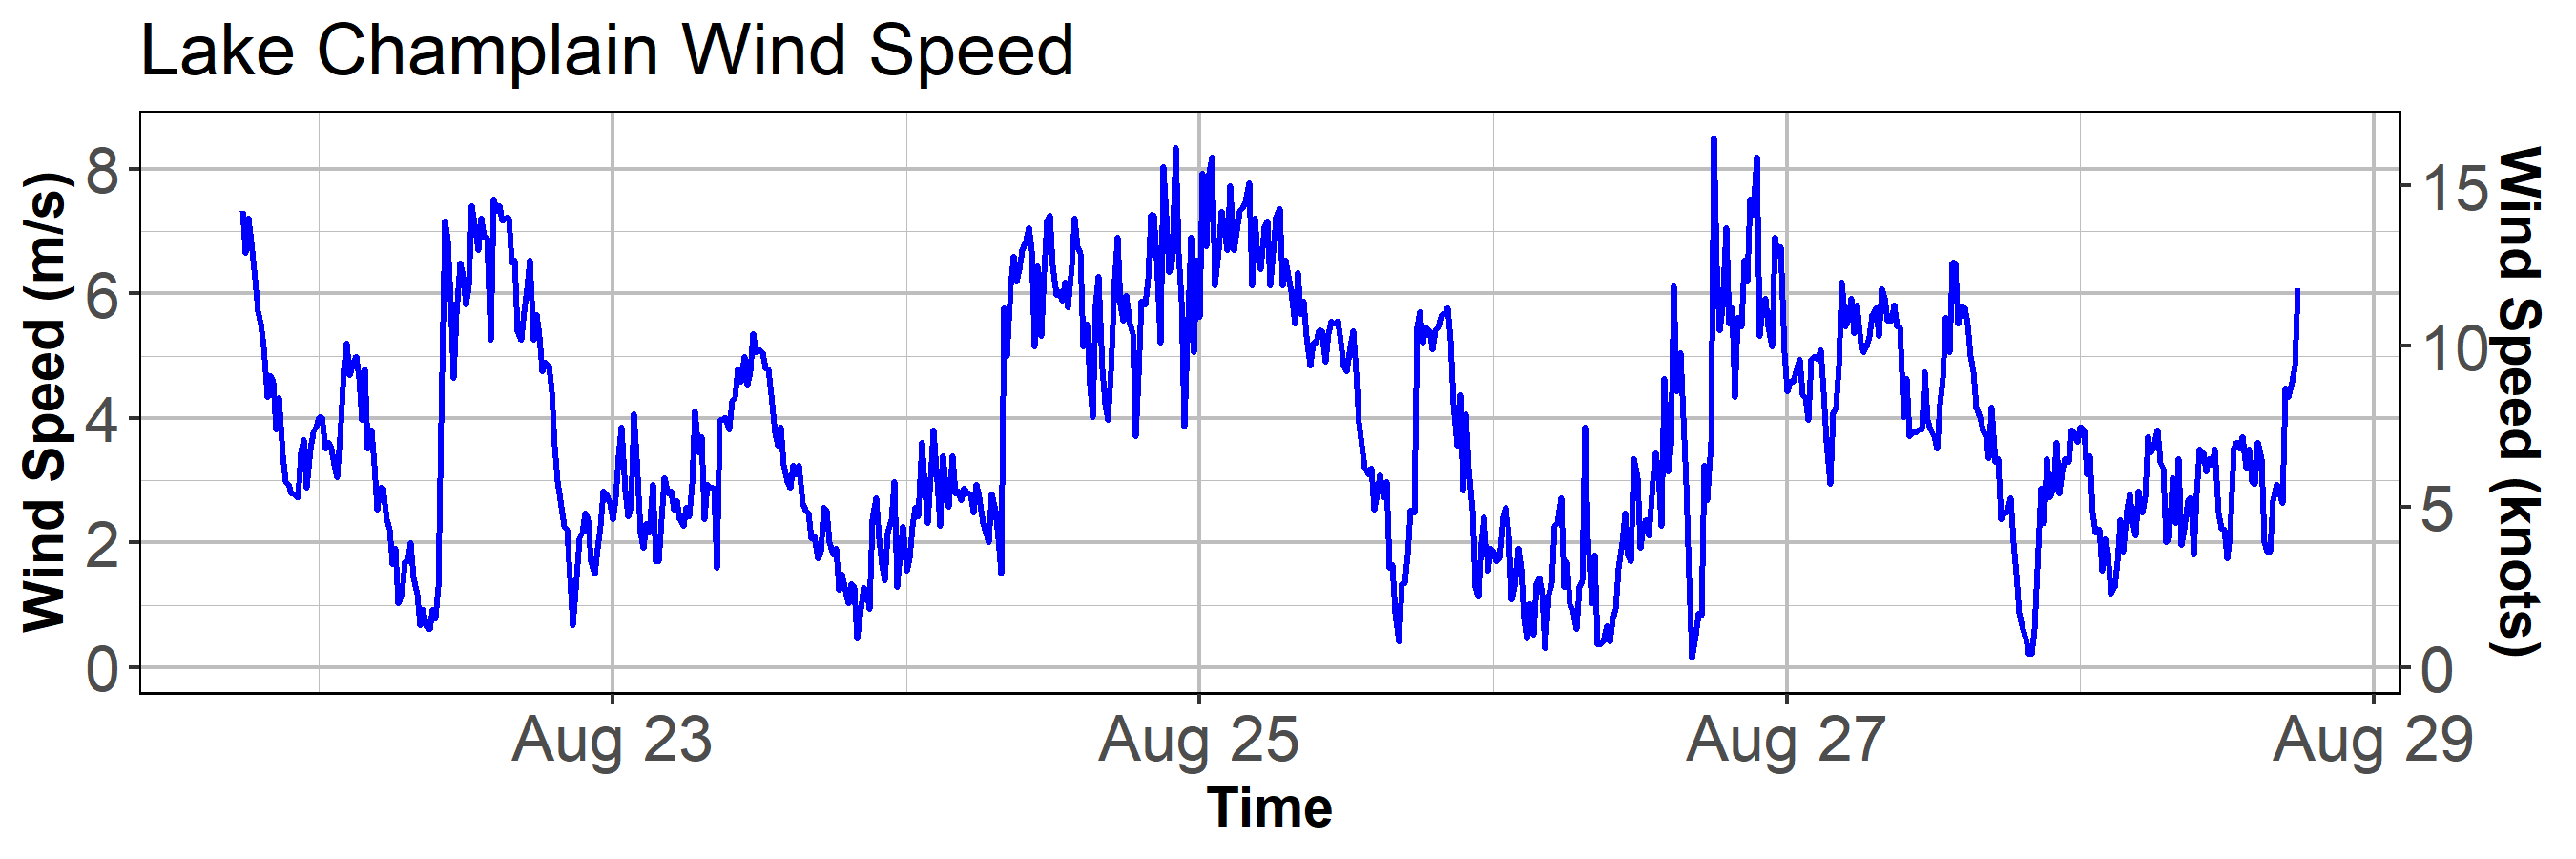 Lake Champlain Wind Speed
Wind Speed (m/s)
8
6
4
2
0
15
10
5
0
Wind Speed (knots)
Aug 23
Aug 25
Aug 27
Aug 29
Time